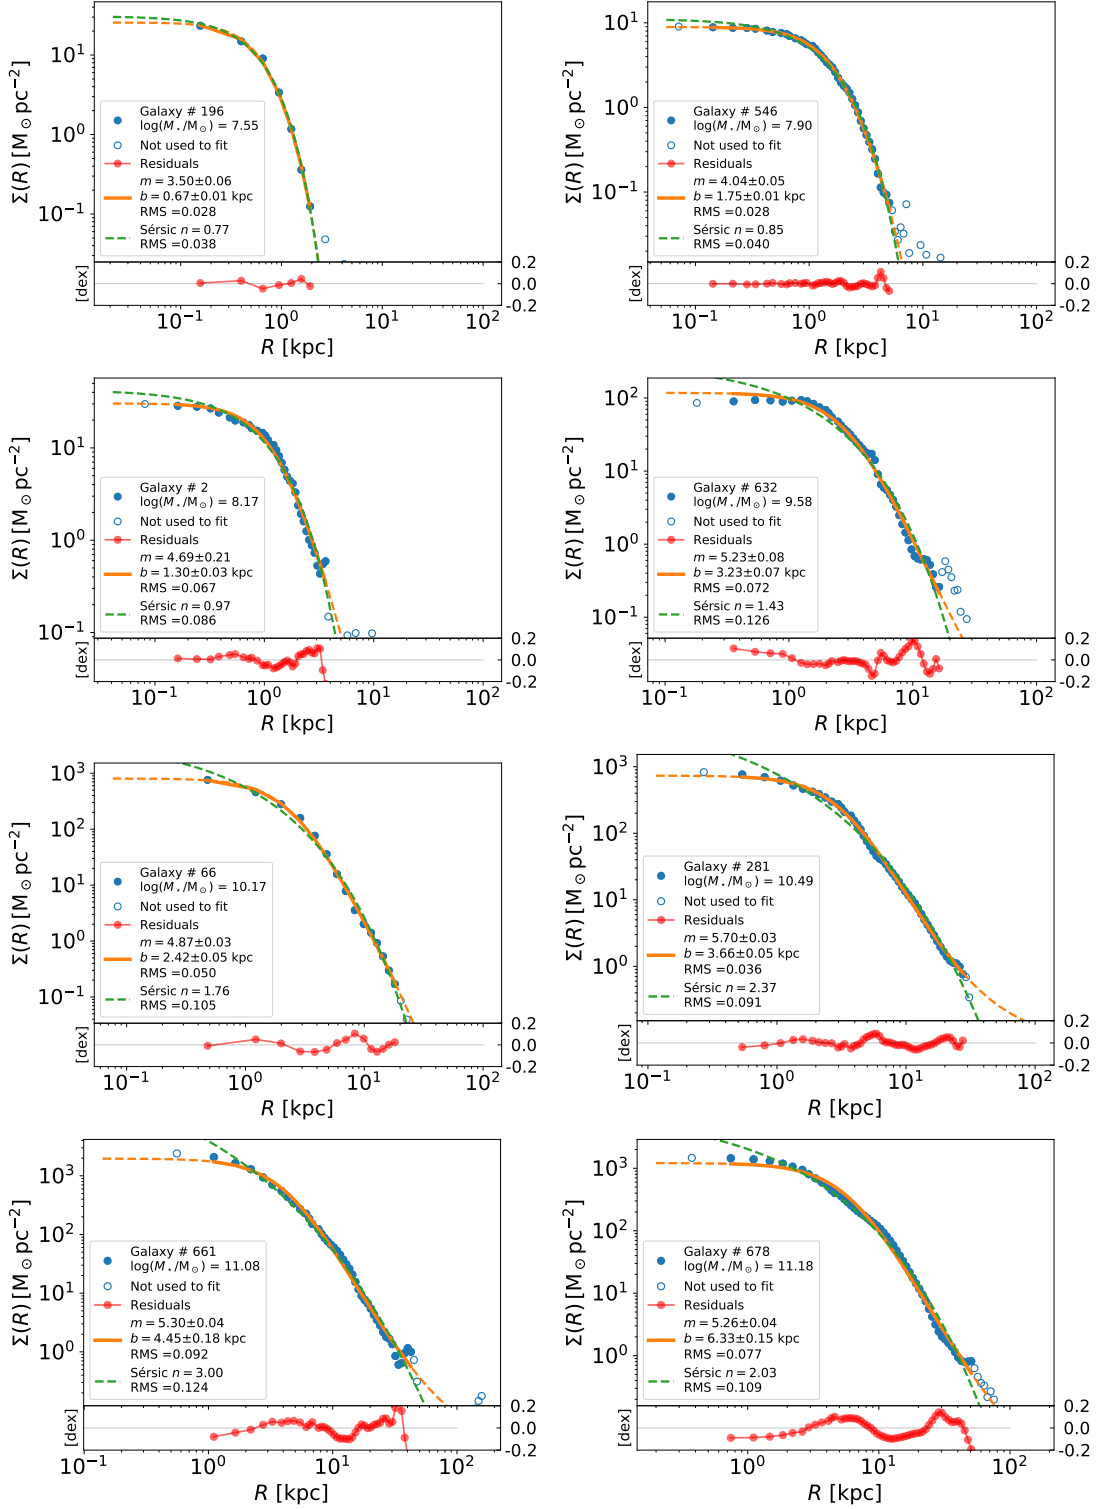 10¹
10⁰
10⁻¹
Σ(R) [M⊙pc⁻²]
Galaxy # 196
log(M⋆/M⊙) = 7.55
Not used to fit
Residuals
m = 3.50±0.06
b = 0.67±0.01 kpc
RMS =0.028
Sérsic n = 0.77
RMS =0.038
[dex]
0.2
0.0
-0.2
10⁻¹ 10⁰ 10¹ 10²
R [kpc]
10¹
10⁰
10⁻¹
Σ(R) [M⊙pc⁻²]
Galaxy # 546
log(M⋆/M⊙) = 7.90
Not used to fit
Residuals
m = 4.04±0.05
b = 1.75±0.01 kpc
RMS =0.028
Sérsic n = 0.85
RMS =0.040
[dex]
0.2
0.0
-0.2
10⁻¹ 10⁰ 10¹ 10²
R [kpc]
10¹
10⁰
10⁻¹
Σ(R) [M⊙pc⁻²]
Galaxy # 2
log(M⋆/M⊙) = 8.17
Not used to fit
Residuals
m = 4.69±0.21
b = 1.30±0.03 kpc
RMS =0.067
Sérsic n = 0.97
RMS =0.086
[dex]
0.2
0.0
-0.2
10⁻¹ 10⁰ 10¹ 10²
R [kpc]
10²
10¹
10⁰
10⁻¹
Σ(R) [M⊙pc⁻²]
Galaxy # 632
log(M⋆/M⊙) = 9.58
Not used to fit
Residuals
m = 5.23±0.08
b = 3.23±0.07 kpc
RMS =0.072
Sérsic n = 1.43
RMS =0.126
[dex]
0.2
0.0
-0.2
10⁻¹ 10⁰ 10¹ 10²
R [kpc]
10³
10²
10¹
10⁰
10⁻¹
Σ(R) [M⊙pc⁻²]
Galaxy # 66
log(M⋆/M⊙) = 10.17
Not used to fit
Residuals
m = 4.87±0.03
b = 2.42±0.05 kpc
RMS =0.050
Sérsic n = 1.76
RMS =0.105
[dex]
0.2
0.0
-0.2
10⁻¹ 10⁰ 10¹ 10²
R [kpc]
10³
10²
10¹
10⁰
Σ(R) [M⊙pc⁻²]
Galaxy # 281
log(M⋆/M⊙) = 10.49
Not used to fit
Residuals
m = 5.70±0.03
b = 3.66±0.05 kpc
RMS =0.036
Sérsic n = 2.37
RMS =0.091
[dex]
0.2
0.0
-0.2
10⁻¹ 10⁰ 10¹ 10²
R [kpc]
10³
10²
10¹
10⁰
Σ(R) [M⊙pc⁻²]
Galaxy # 661
log(M⋆/M⊙) = 11.08
Not used to fit
Residuals
m = 5.30±0.04
b = 4.45±0.18 kpc
RMS =0.092
Sérsic n = 3.00
RMS =0.124
[dex]
0.2
0.0
-0.2
10⁻¹ 10⁰ 10¹ 10²
R [kpc]
10³
10²
10¹
10⁰
Σ(R) [M⊙pc⁻²]
Galaxy # 678
log(M⋆/M⊙) = 11.18
Not used to fit
Residuals
m = 5.26±0.04
b = 6.33±0.15 kpc
RMS =0.077
Sérsic n = 2.03
RMS =0.109
[dex]
0.2
0.0
-0.2
10⁰ 10¹ 10²
R [kpc]